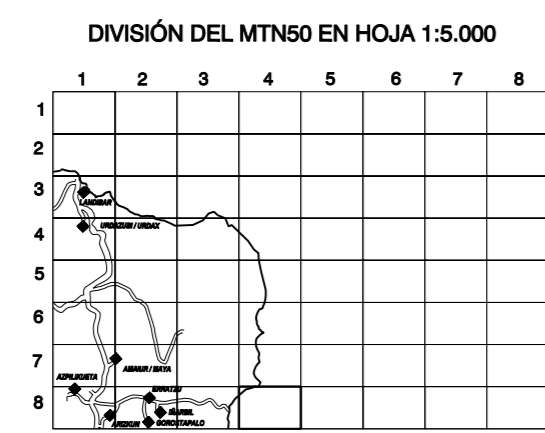 DIVISIÓN DEL MTN50 EN HOJA 1:5.000
1 2 3 4 5 6 7 8
1
2
3
LANDIBAR
4
URDAZUBI / URDAX
5
6
7
AMAIUR / MAYA
AZPILIKUETA
ERRATZU
8
IÑARBIL
ARIZKUN
GOROSTAPALO